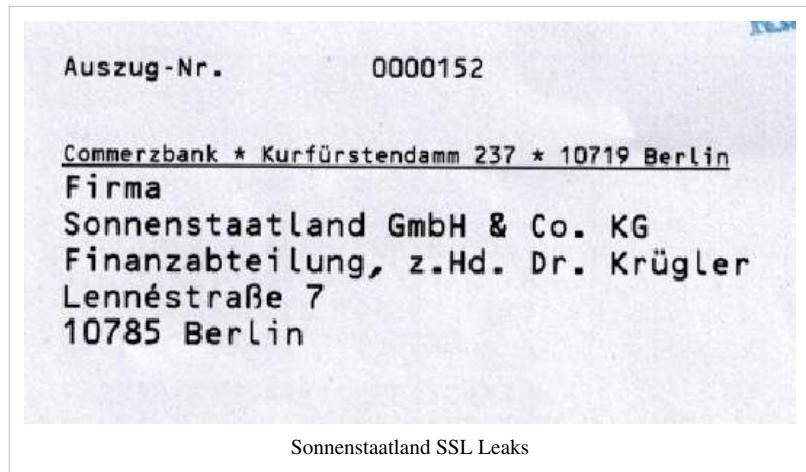 Auszug-Nr. 0000152
Commerzbank * Kurfürstendamm 237 * 10719 Berlin
Firma
Sonnenstaatland GmbH & Co. KG
Finanzabteilung, z.Hd. Dr. Krügler
Lennéstraße 7
10785 Berlin
Sonnenstaatland SSL Leaks